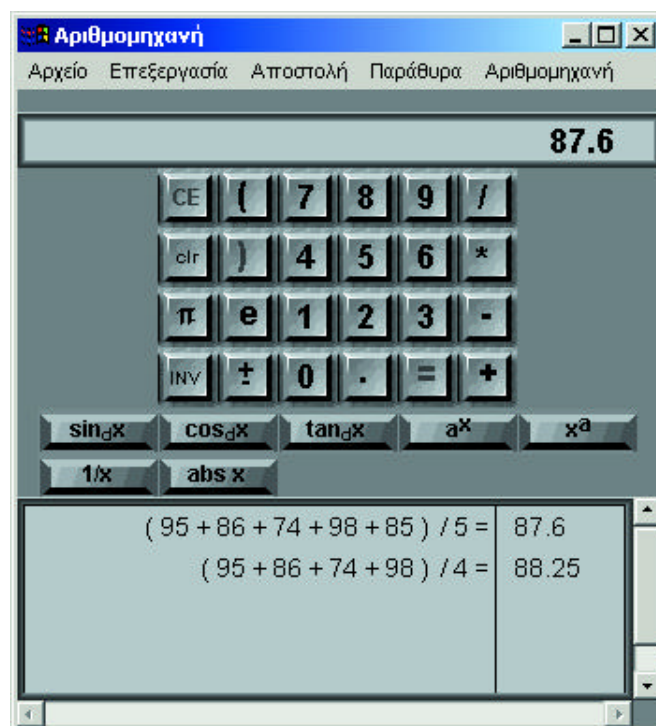 Αριθμομηχανή
Αρχείο Επεξεργασία Αποστολή Παράθυρα Αριθμομηχανή
87.6
CE ( 7 8 9 /
clr ) 4 5 6 *
π e 1 2 3 -
INV ± 0 . = +
sindx cosdx tandx ax xa
1/x abs x
( 95 + 86 + 74 + 98 + 85 ) / 5 = 87.6
( 95 + 86 + 74 + 98 ) / 4 = 88.25